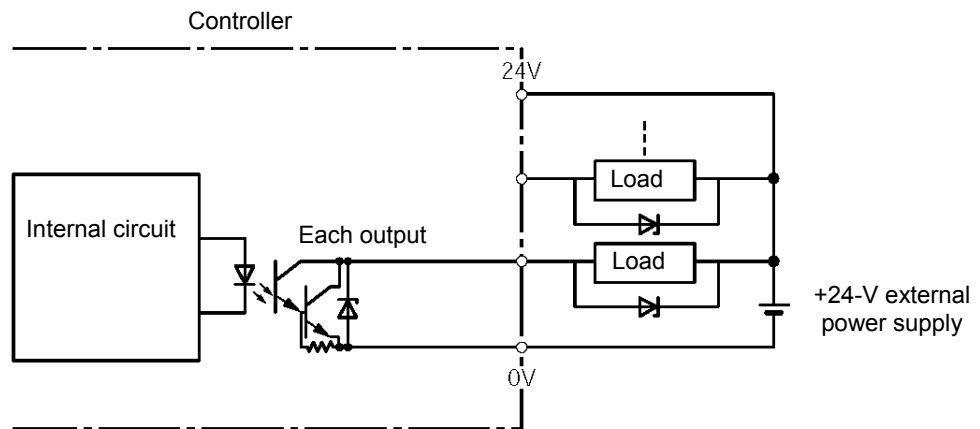 Controller
24V
Load
Internal circuit
Each output
Load
+24-V external
power supply
0V